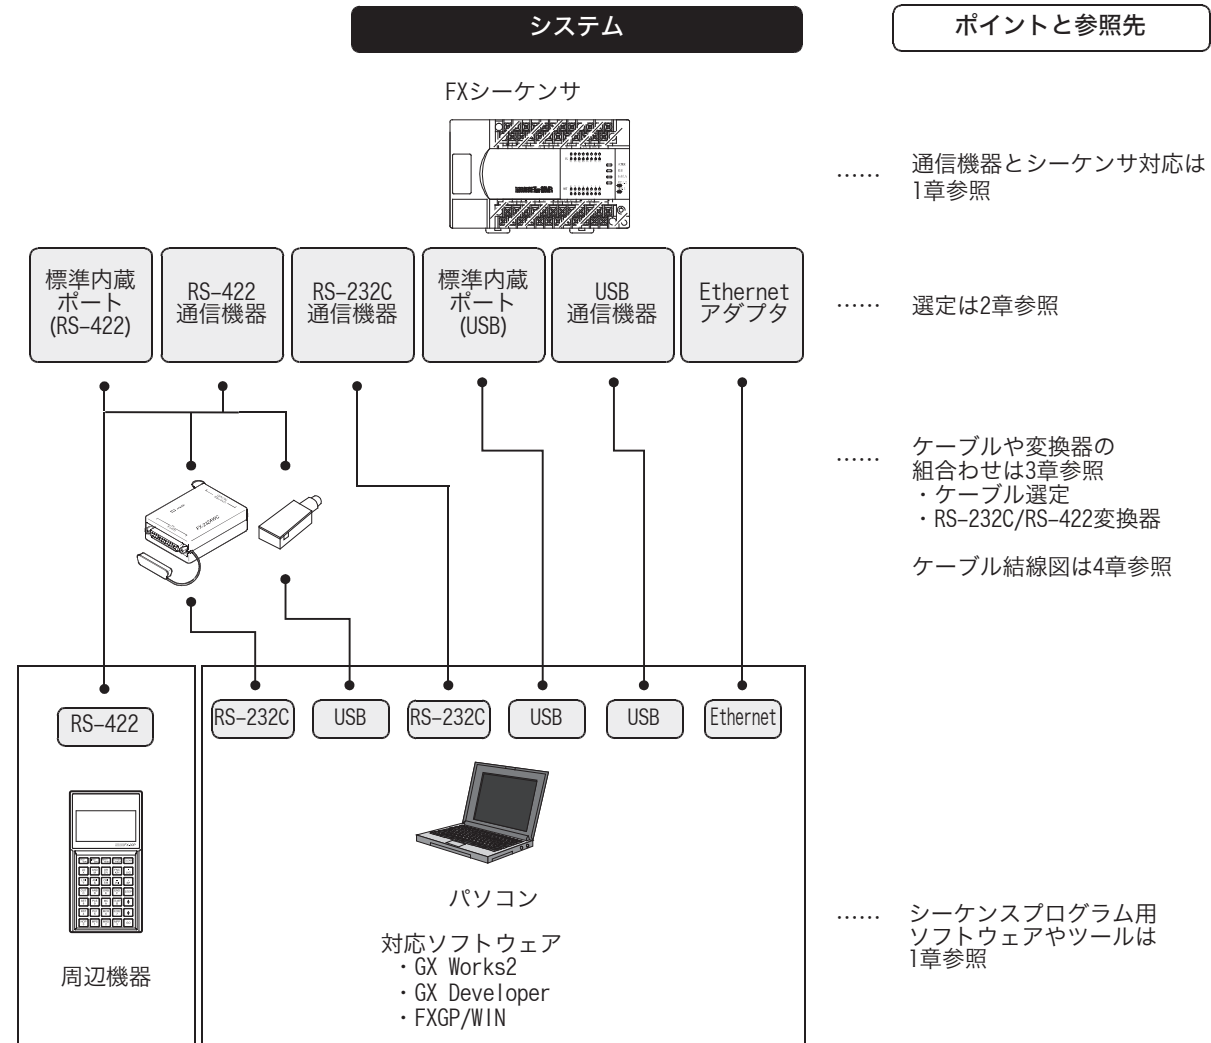 システム
ポイントと参照先
FXシーケンサ
……
通信機器とシーケンサ対応は
1章参照
標準内蔵
ポート
(RS-422)
RS-422
通信機器
RS-232C
通信機器
標準内蔵
ポート
(USB)
USB
通信機器
Ethernet
アダプタ
……
選定は2章参照
……
ケーブルや変換器の
組合わせは3章参照
・ケーブル選定
・RS-232C/RS-422変換器
ケーブル結線図は4章参照
RS-422
RS-232C
USB
RS-232C
USB
USB
Ethernet
周辺機器
パソコン
対応ソフトウェア
・GX Works2
・GX Developer
・FXGP/WIN
……
シーケンスプログラム用
ソフトウェアやツールは
1章参照